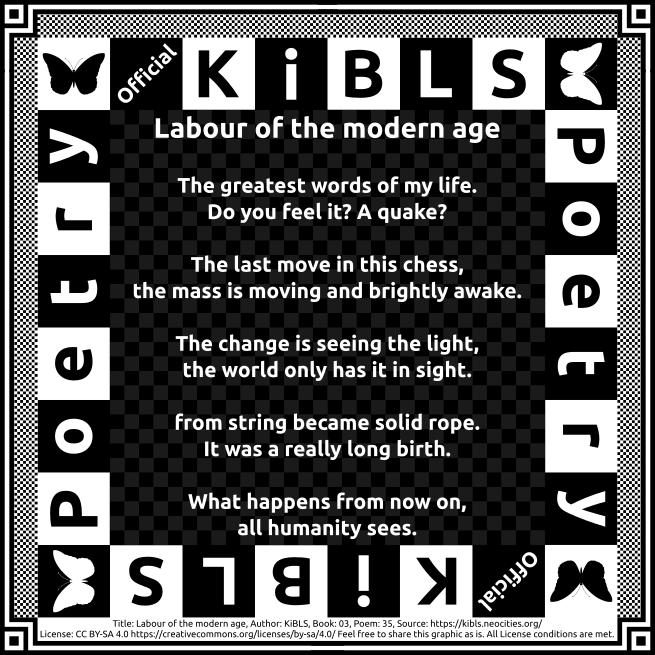 Official KiBLS
Poetry
Poetry
Labour of the modern age
The greatest words of my life.
Do you feel it? A quake?
The last move in this chess,
the mass is moving and brightly awake.
The change is seeing the light,
the world only has it in sight.
from string became solid rope.
It was a really long birth.
What happens from now on,
all humanity sees.
Official KiBLS
Title: Labour of the modern age, Author: KiBLS, Book: 03, Poem: 35, Source: https://kibls.neocities.org/
License: CC BY-SA 4.0 https://creativecommons.org/licenses/by-sa/4.0/ Feel free to share this graphic as is. All License conditions are met.